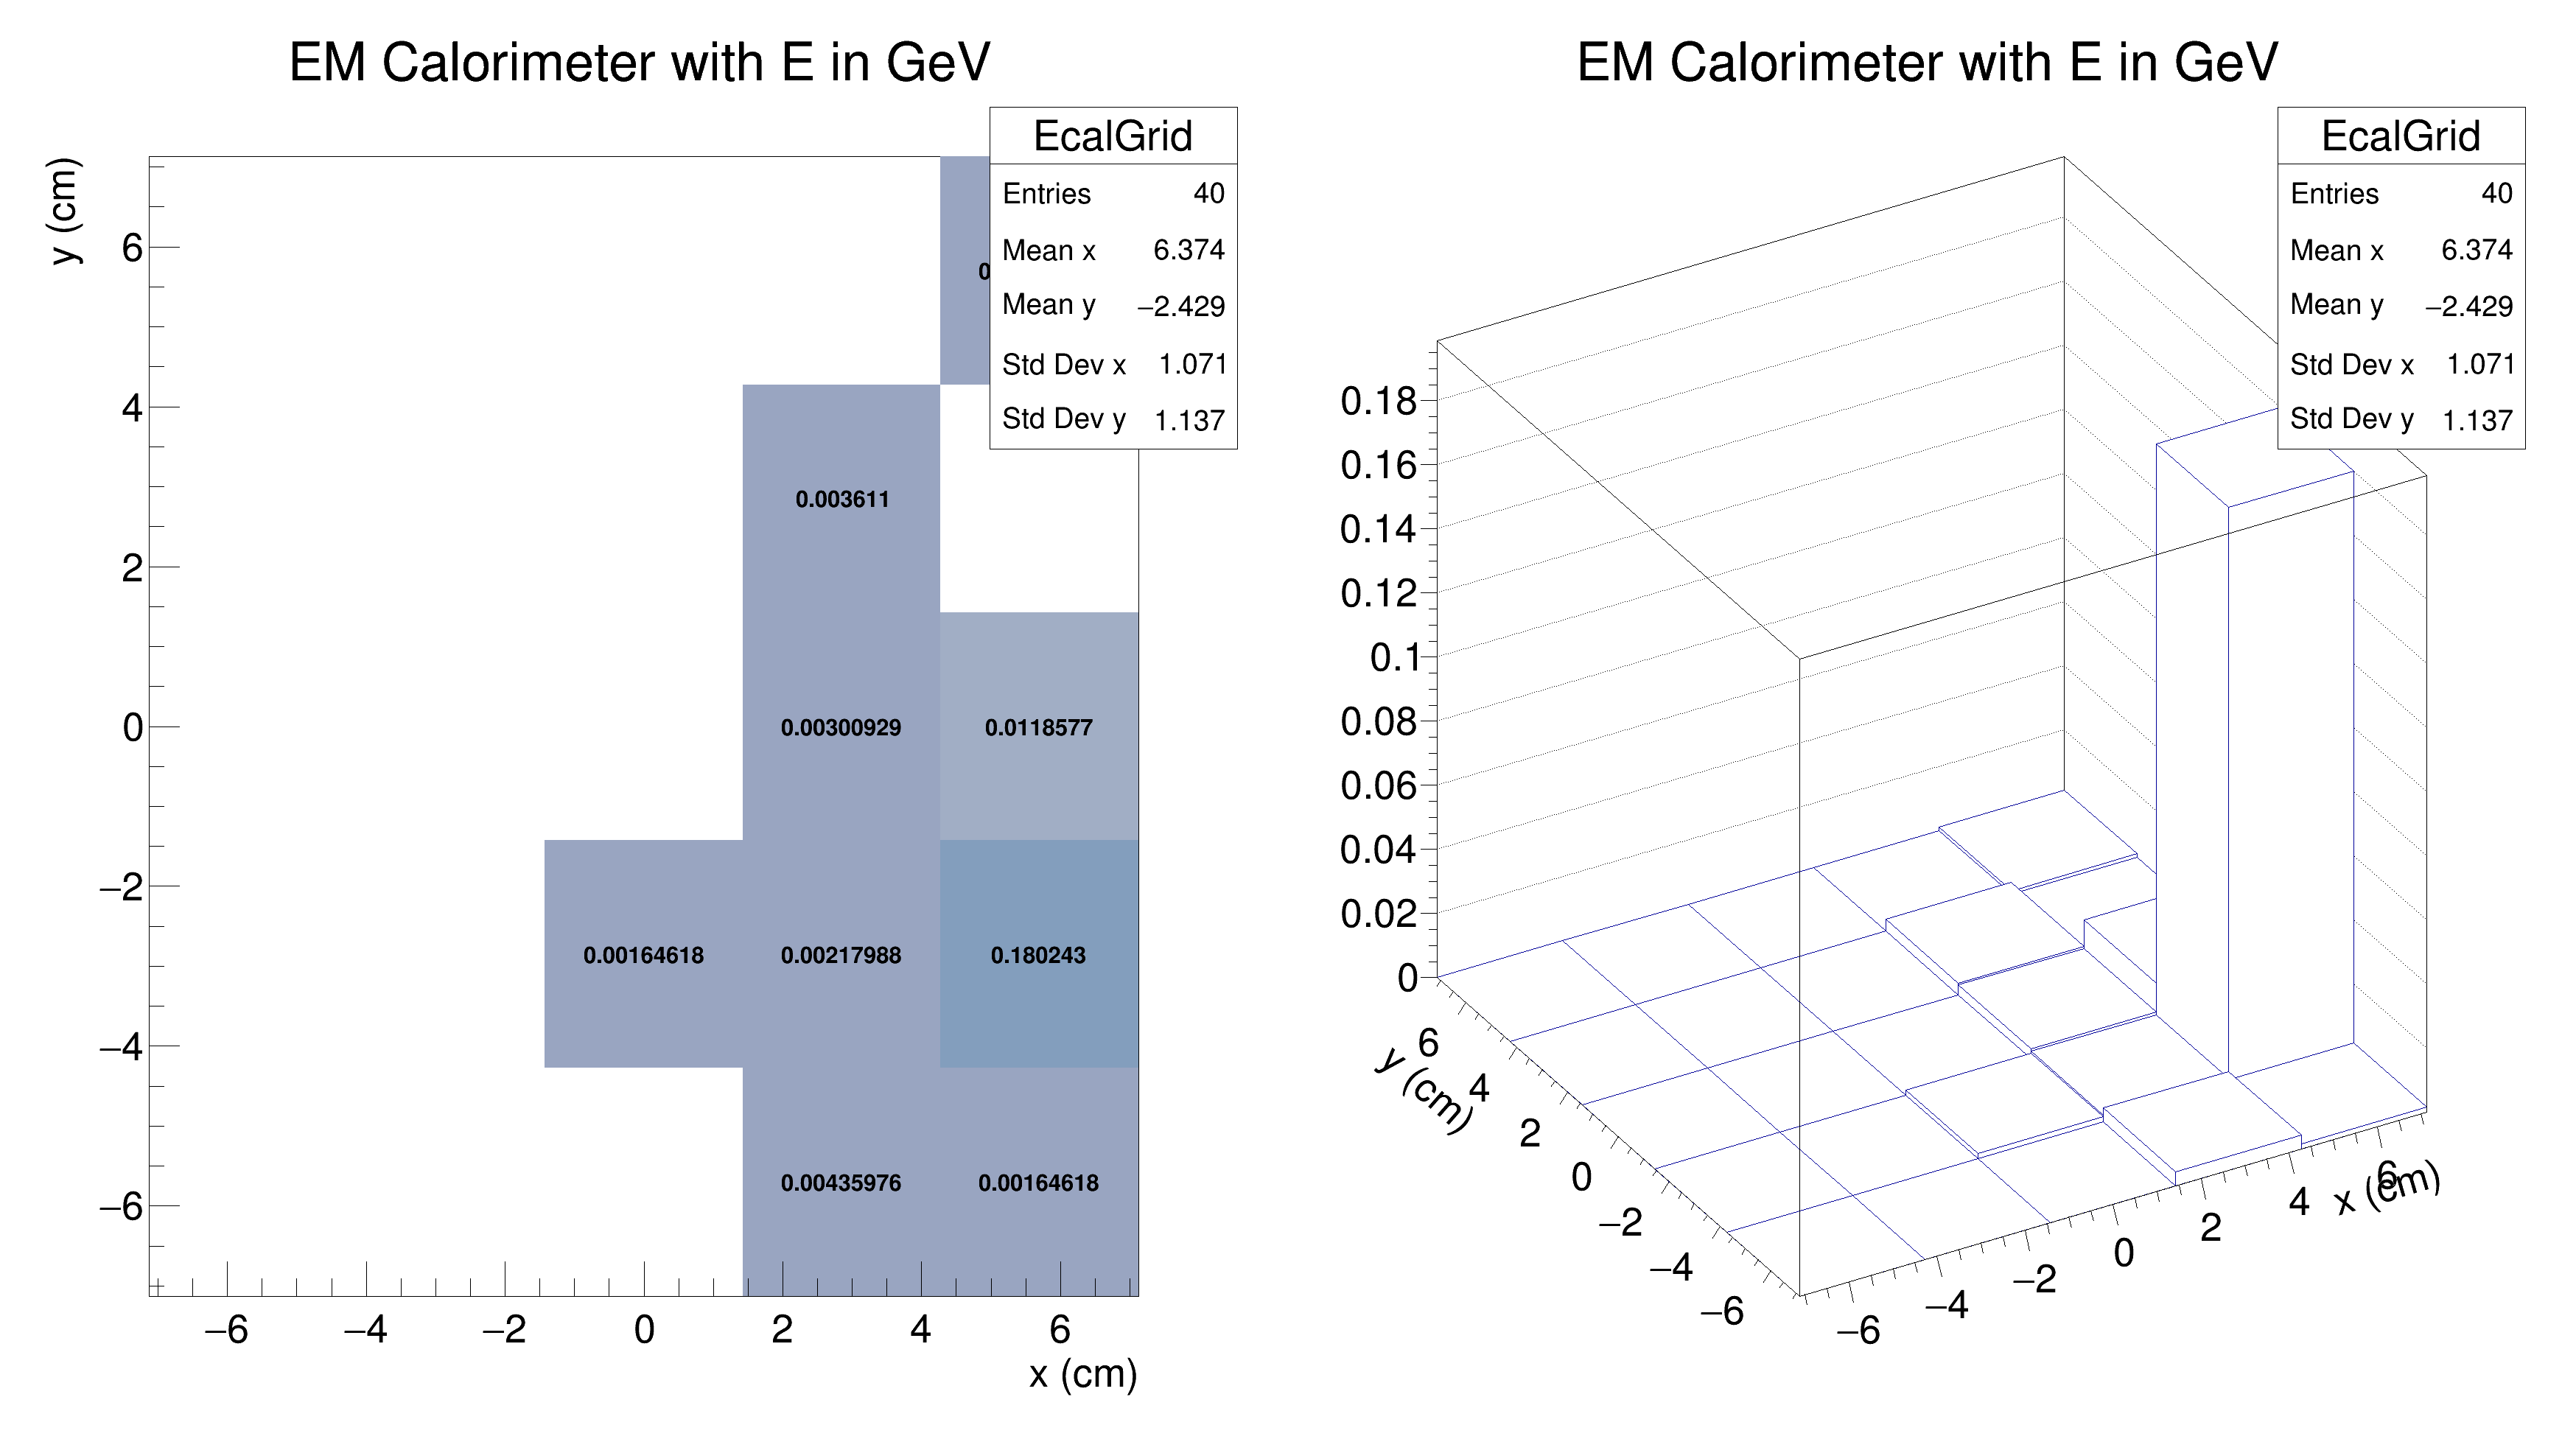 EM Calorimeter with E in GeV
EcalGrid
Entries 40
Mean x 6.374
Mean y −2.429
Std Dev x 1.071
Std Dev y 1.137
y (cm)
6
4
2
0
−2
−4
−6
0.003611
0.00300929 0.0118577
0.00164618 0.00217988 0.180243
0.00435976 0.00164618
−6 −4 −2 0 2 4 6
x (cm)
EM Calorimeter with E in GeV
EcalGrid
Entries 40
Mean x 6.374
Mean y −2.429
Std Dev x 1.071
Std Dev y 1.137
0.18
0.16
0.14
0.12
0.1
0.08
0.06
0.04
0.02
0
y (cm)
6
4
2
0
−2
−4
−6
−6
−4
−2
0
2
4
6
x (cm)